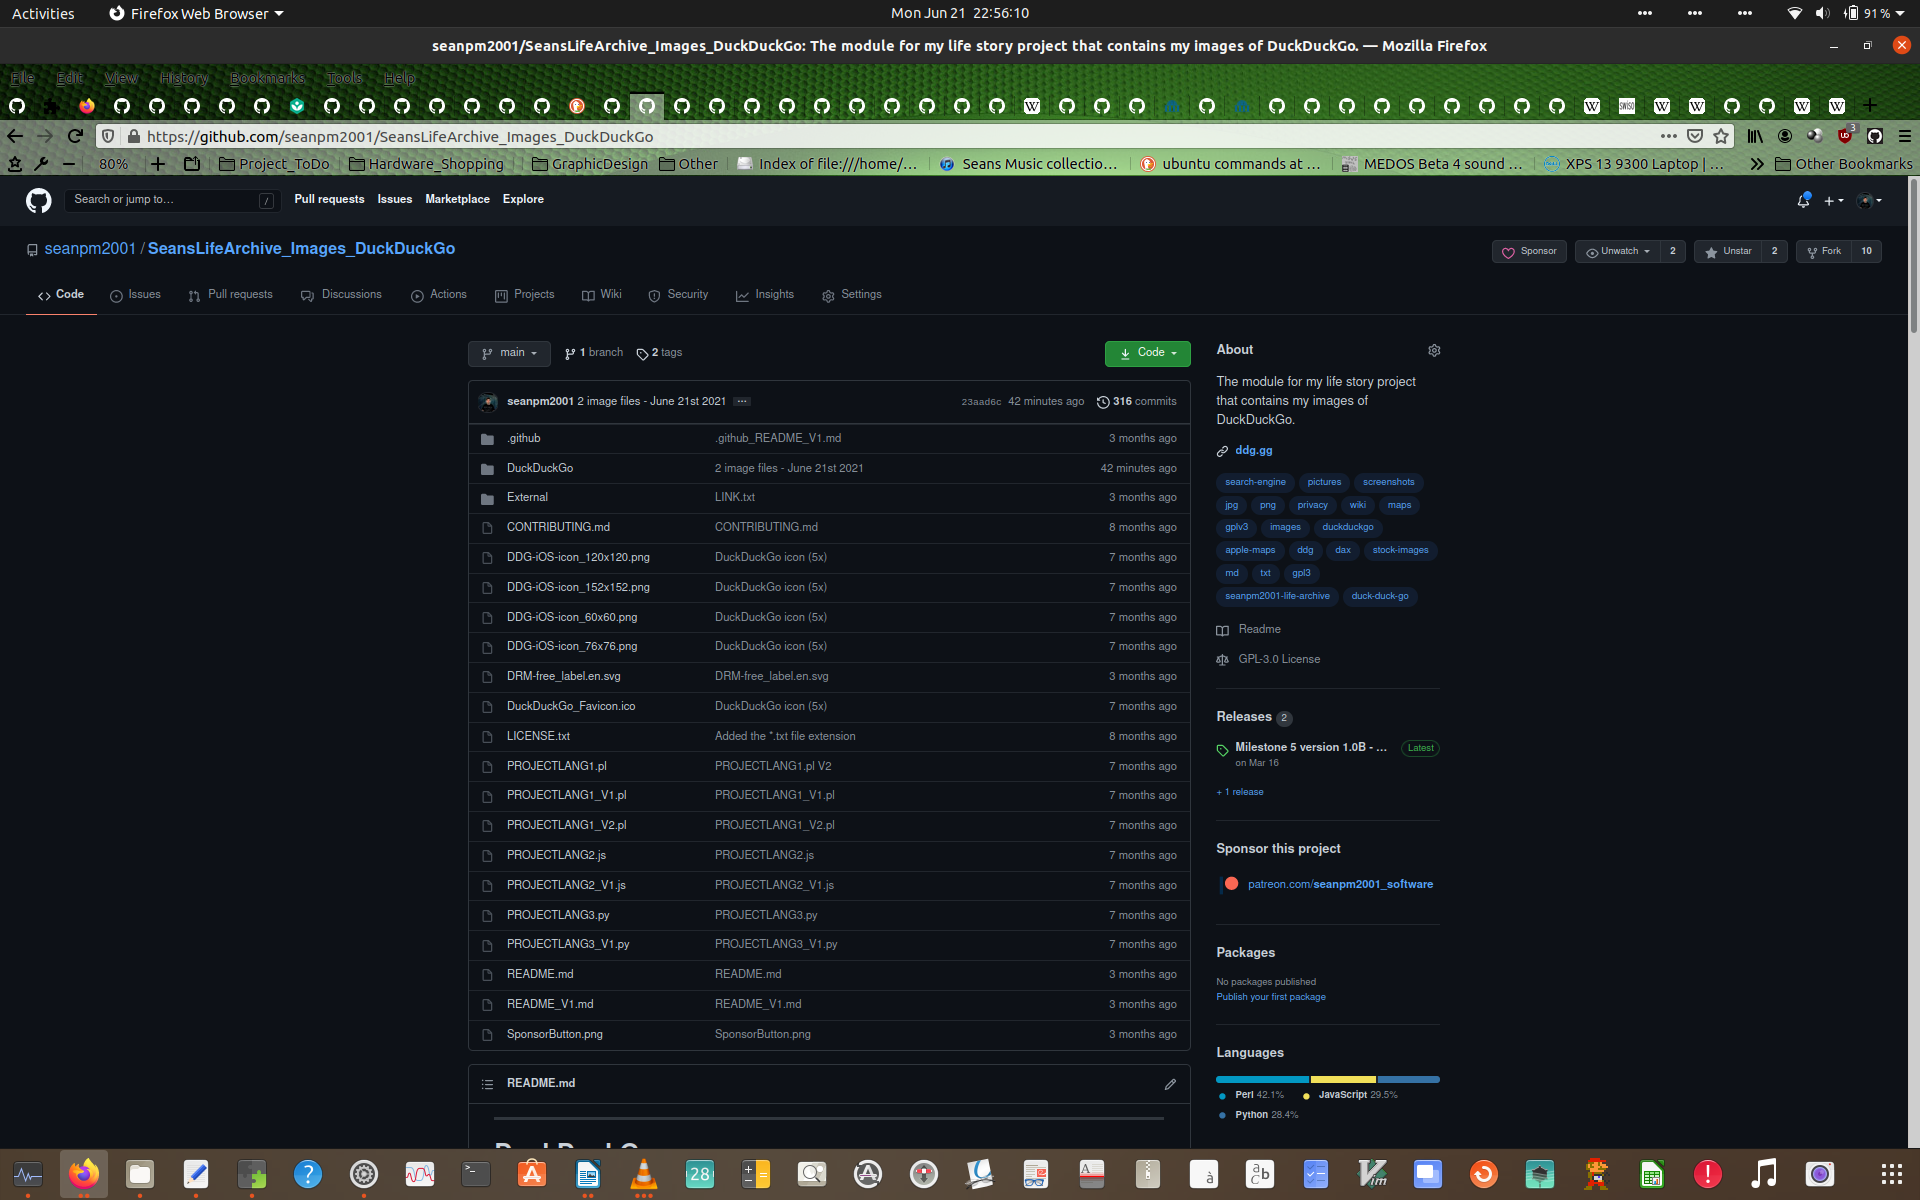 Activities Firefox Web Browser Mon Jun 21 22:56:10 91 %
seanpm2001/SeansLifeArchive_Images_DuckDuckGo: The module for my life story project that contains my images of DuckDuckGo. — Mozilla Firefox
File Edit View History Bookmarks Tools Help
https://github.com/seanpm2001/SeansLifeArchive_Images_DuckDuckGo 3
80% Project_ToDo Hardware_Shopping GraphicDesign Other Index of file:///home/... Seans Music collectio... ubuntu commands at ... MEDOS Beta 4 sound ... XPS 13 9300 Laptop | ... Other Bookmarks
Search or jump to... / Pull requests Issues Marketplace Explore
seanpm2001 / SeansLifeArchive_Images_DuckDuckGo Sponsor Unwatch 2 Unstar 2 Fork 10
Code Issues Pull requests Discussions Actions Projects Wiki Security Insights Settings
main 1 branch 2 tags Code
seanpm2001 2 image files - June 21st 2021 23aad6c 42 minutes ago 316 commits
.github .github_README_V1.md 3 months ago
DuckDuckGo 2 image files - June 21st 2021 42 minutes ago
External LINK.txt 3 months ago
CONTRIBUTING.md CONTRIBUTING.md 8 months ago
DDG-iOS-icon_120x120.png DuckDuckGo icon (5x) 7 months ago
DDG-iOS-icon_152x152.png DuckDuckGo icon (5x) 7 months ago
DDG-iOS-icon_60x60.png DuckDuckGo icon (5x) 7 months ago
DDG-iOS-icon_76x76.png DuckDuckGo icon (5x) 7 months ago
DRM-free_label.en.svg DRM-free_label.en.svg 3 months ago
DuckDuckGo_Favicon.ico DuckDuckGo icon (5x) 7 months ago
LICENSE.txt Added the *.txt file extension 8 months ago
PROJECTLANG1.pl PROJECTLANG1.pl V2 7 months ago
PROJECTLANG1_V1.pl PROJECTLANG1_V1.pl 7 months ago
PROJECTLANG1_V2.pl PROJECTLANG1_V2.pl 7 months ago
PROJECTLANG2.js PROJECTLANG2.js 7 months ago
PROJECTLANG2_V1.js PROJECTLANG2_V1.js 7 months ago
PROJECTLANG3.py PROJECTLANG3.py 7 months ago
PROJECTLANG3_V1.py PROJECTLANG3_V1.py 7 months ago
README.md README.md 3 months ago
README_V1.md README_V1.md 3 months ago
SponsorButton.png SponsorButton.png 3 months ago
README.md
About
The module for my life story project
that contains my images of
DuckDuckGo.
ddg.gg
search-engine pictures screenshots
jpg png privacy wiki maps
gplv3 images duckduckgo
apple-maps ddg dax stock-images
md txt gpl3
seanpm2001-life-archive duck-duck-go
Readme
GPL-3.0 License
Releases 2
Milestone 5 version 1.0B - ... Latest
on Mar 16
+ 1 release
Sponsor this project
patreon.com/seanpm2001_software
Packages
No packages published
Publish your first package
Languages
Perl 42.1% JavaScript 29.5%
Python 28.4%
28